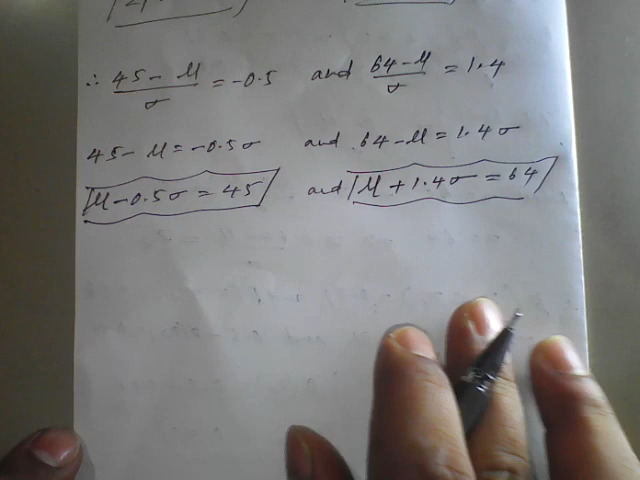 ∴ 45 - μ / σ = -0.5 and 64 - μ / σ = 1.4
45 - μ = -0.5σ and 64 - μ = 1.4σ
μ - 0.5σ = 45 and μ + 1.4σ = 64